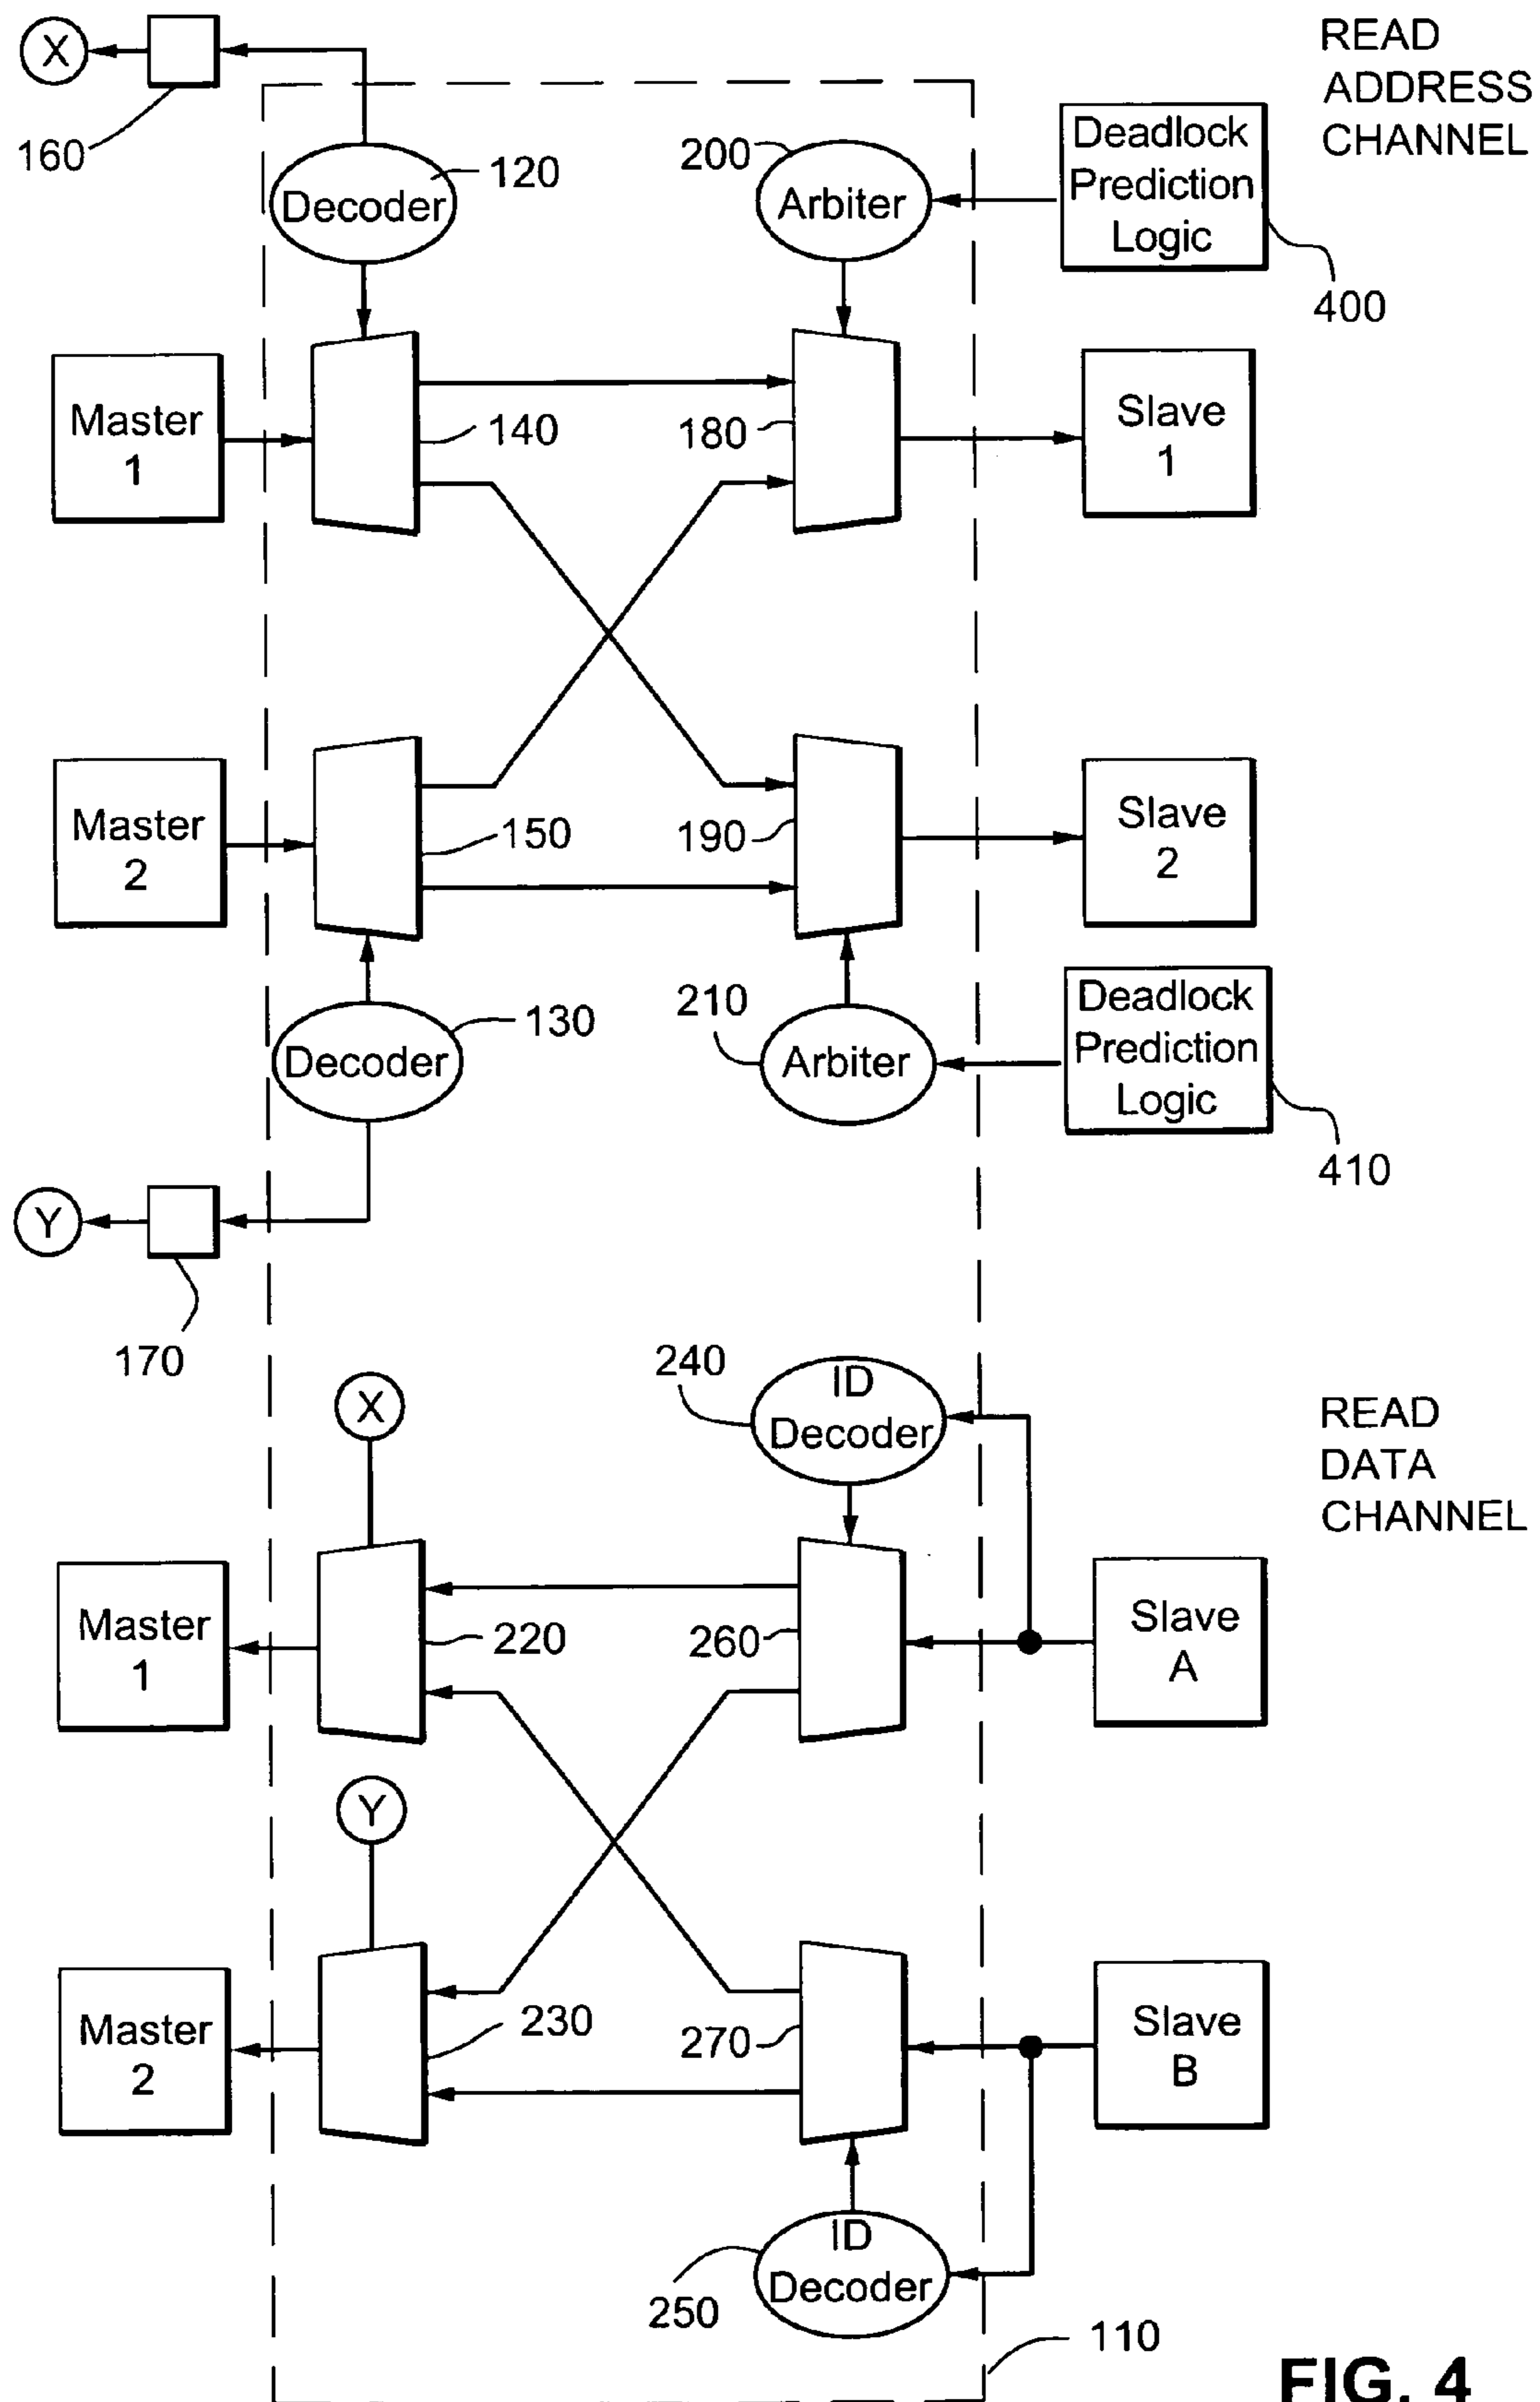 X
160
READ
ADDRESS
CHANNEL
Decoder
120
200
Arbiter
Deadlock
Prediction
Logic
400
Master
1
140
180
Slave
1
Master
2
150
190
Slave
2
Decoder
130
210
Arbiter
Deadlock
Prediction
Logic
410
Y
170
X
240
ID
Decoder
READ
DATA
CHANNEL
Master
1
220
260
Slave
A
Y
Master
2
230
270
Slave
B
250
ID
Decoder
110
FIG. 4